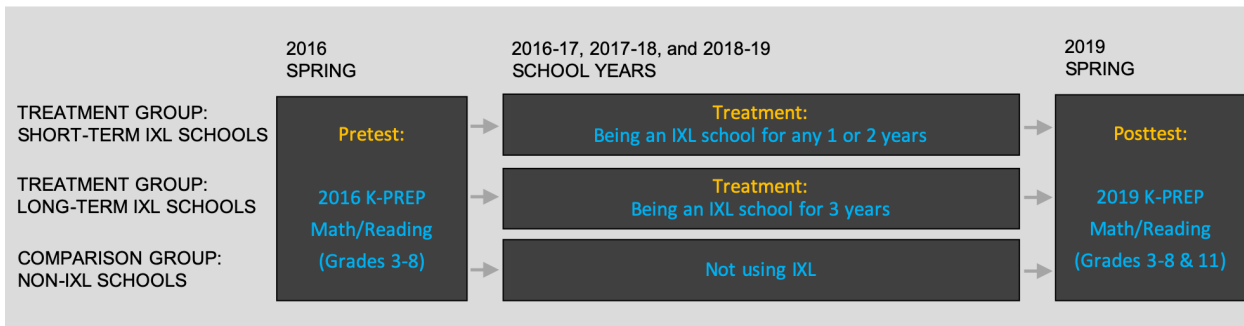 2016
SPRING
2016-17, 2017-18, and 2018-19
SCHOOL YEARS
2019
SPRING
TREATMENT GROUP:
SHORT-TERM IXL SCHOOLS
TREATMENT GROUP:
LONG-TERM IXL SCHOOLS
COMPARISON GROUP:
NON-IXL SCHOOLS
Pretest:
2016 K-PREP
Math/Reading
(Grades 3-8)
Treatment:
Being an IXL school for any 1 or 2 years
Treatment:
Being an IXL school for 3 years
Not using IXL
Posttest:
2019 K-PREP
Math/Reading
(Grades 3-8 & 11)